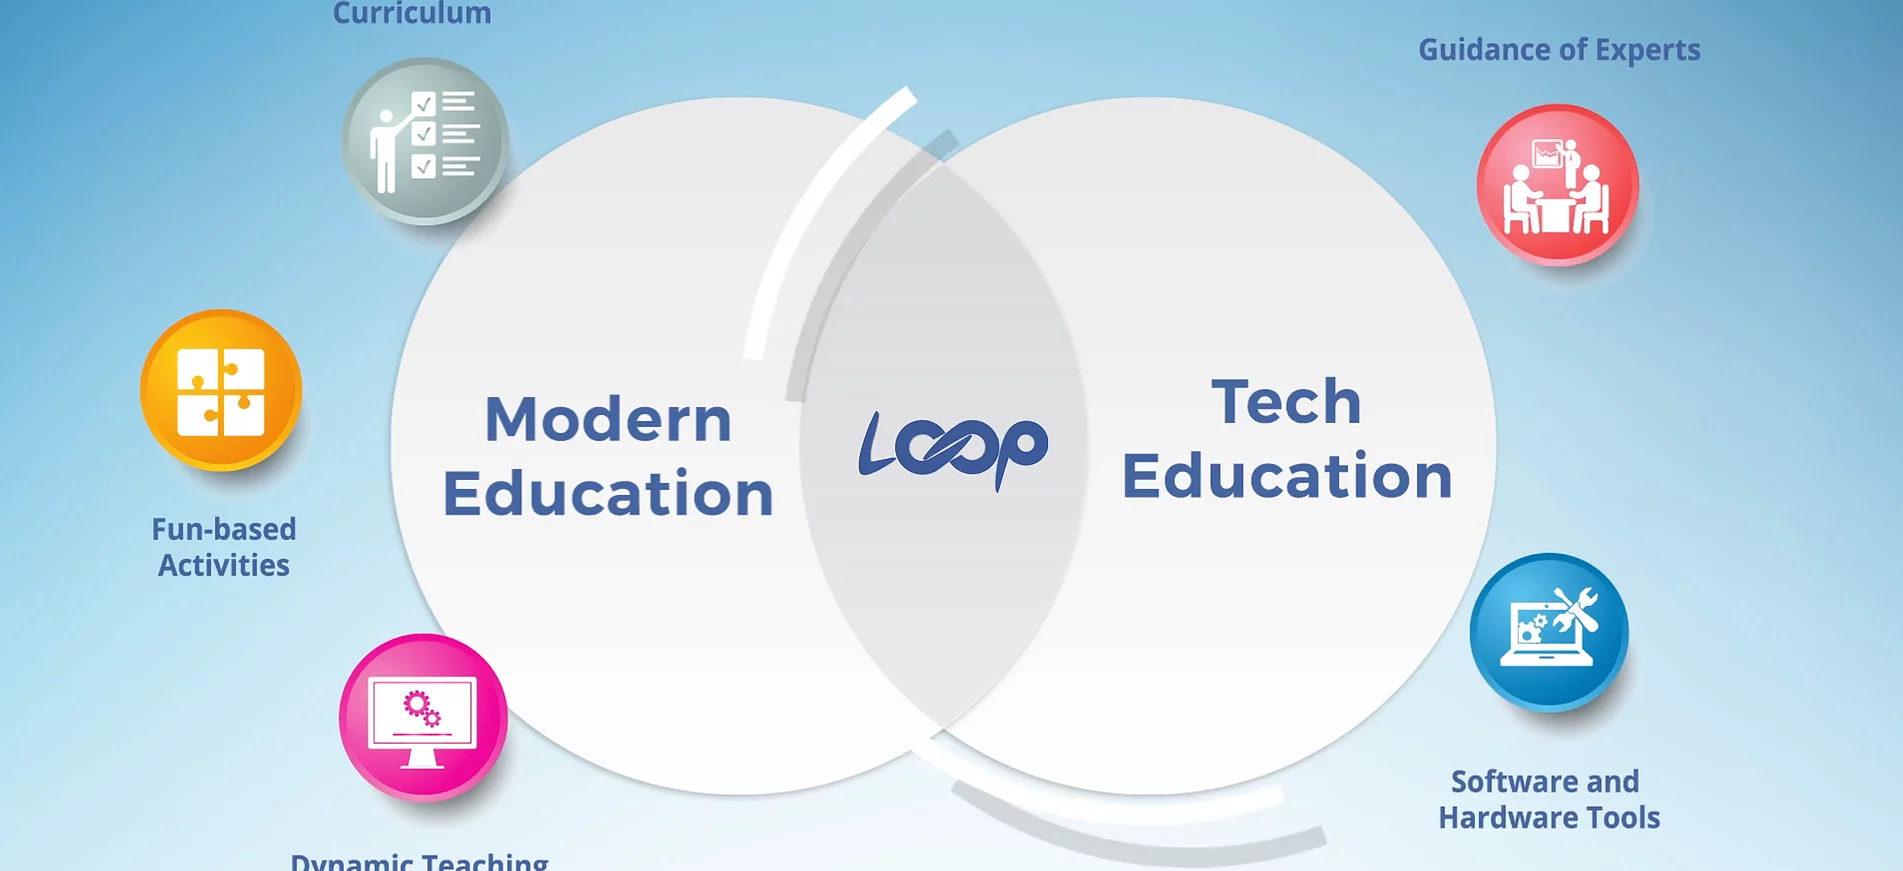 Curriculum
Guidance of Experts
Modern
Education
Loop
Tech
Education
Fun-based
Activities
Software and
Hardware Tools
Dynamic Teaching